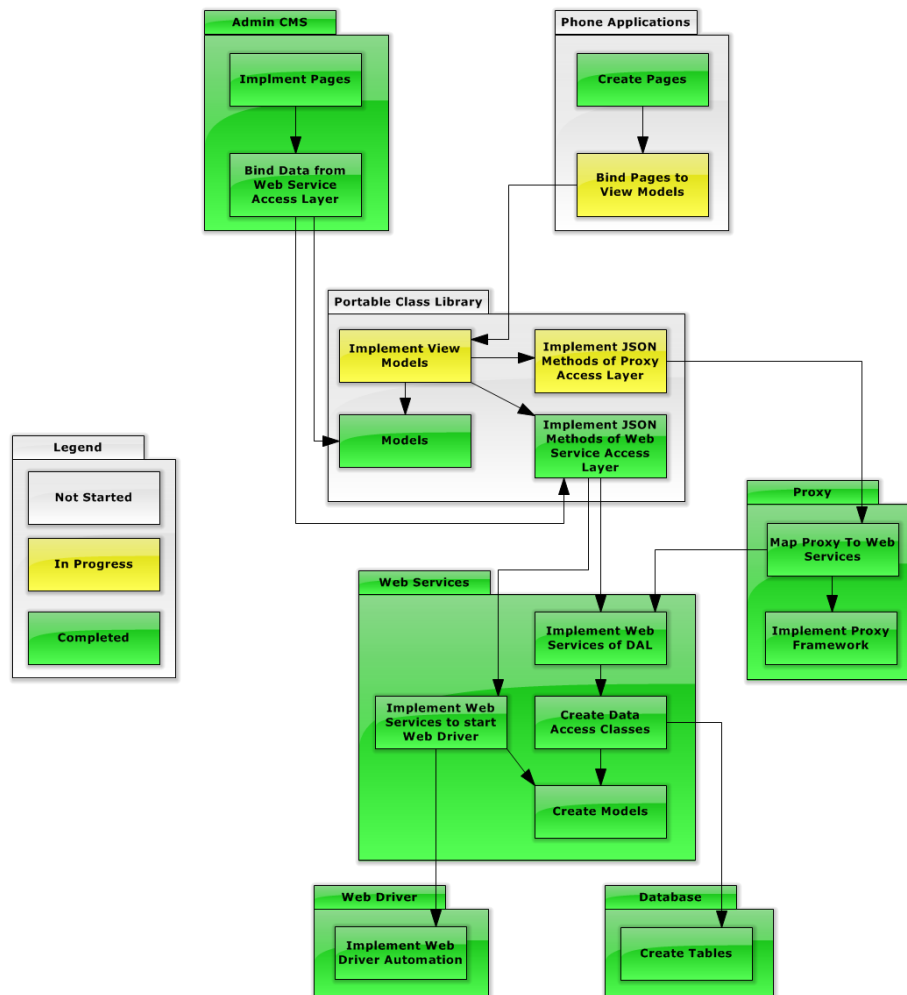 Admin CMS
Implment Pages
Bind Data from
Web Service
Access Layer
Phone Applications
Create Pages
Bind Pages to
View Models
Portable Class Library
Implement View
Models
Implement JSON
Methods of Proxy
Access Layer
Models
Implement JSON
Methods of Web
Service Access
Layer
Legend
Not Started
In Progress
Completed
Proxy
Map Proxy To Web
Services
Implement Proxy
Framework
Web Services
Implement Web
Services of DAL
Implement Web
Services to start
Web Driver
Create Data
Access Classes
Create Models
Web Driver
Implement Web
Driver Automation
Database
Create Tables